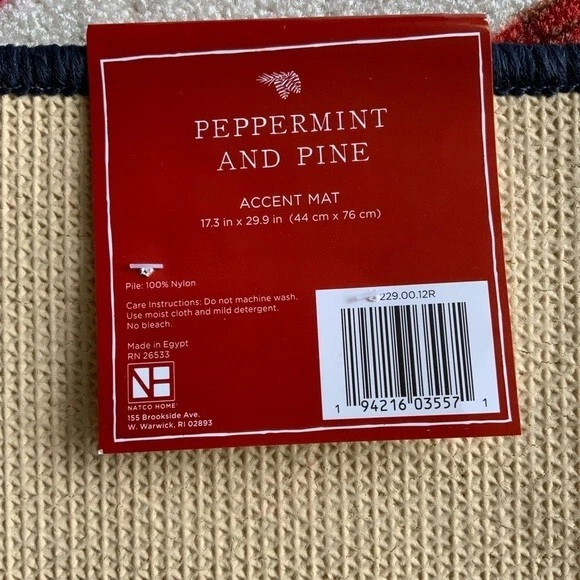 PEPPERMINT
AND PINE
ACCENT MAT
17.3 in x 29.9 in (44 cm x 76 cm)
Pile: 100% Nylon
Care Instructions: Do not machine wash.
Use moist cloth and mild detergent.
No bleach.
Made in Egypt
RN 26533
NATCO HOME
155 Brookside Ave.
W. Warwick, RI 02893
229.00.12R
1 94216 03557 1